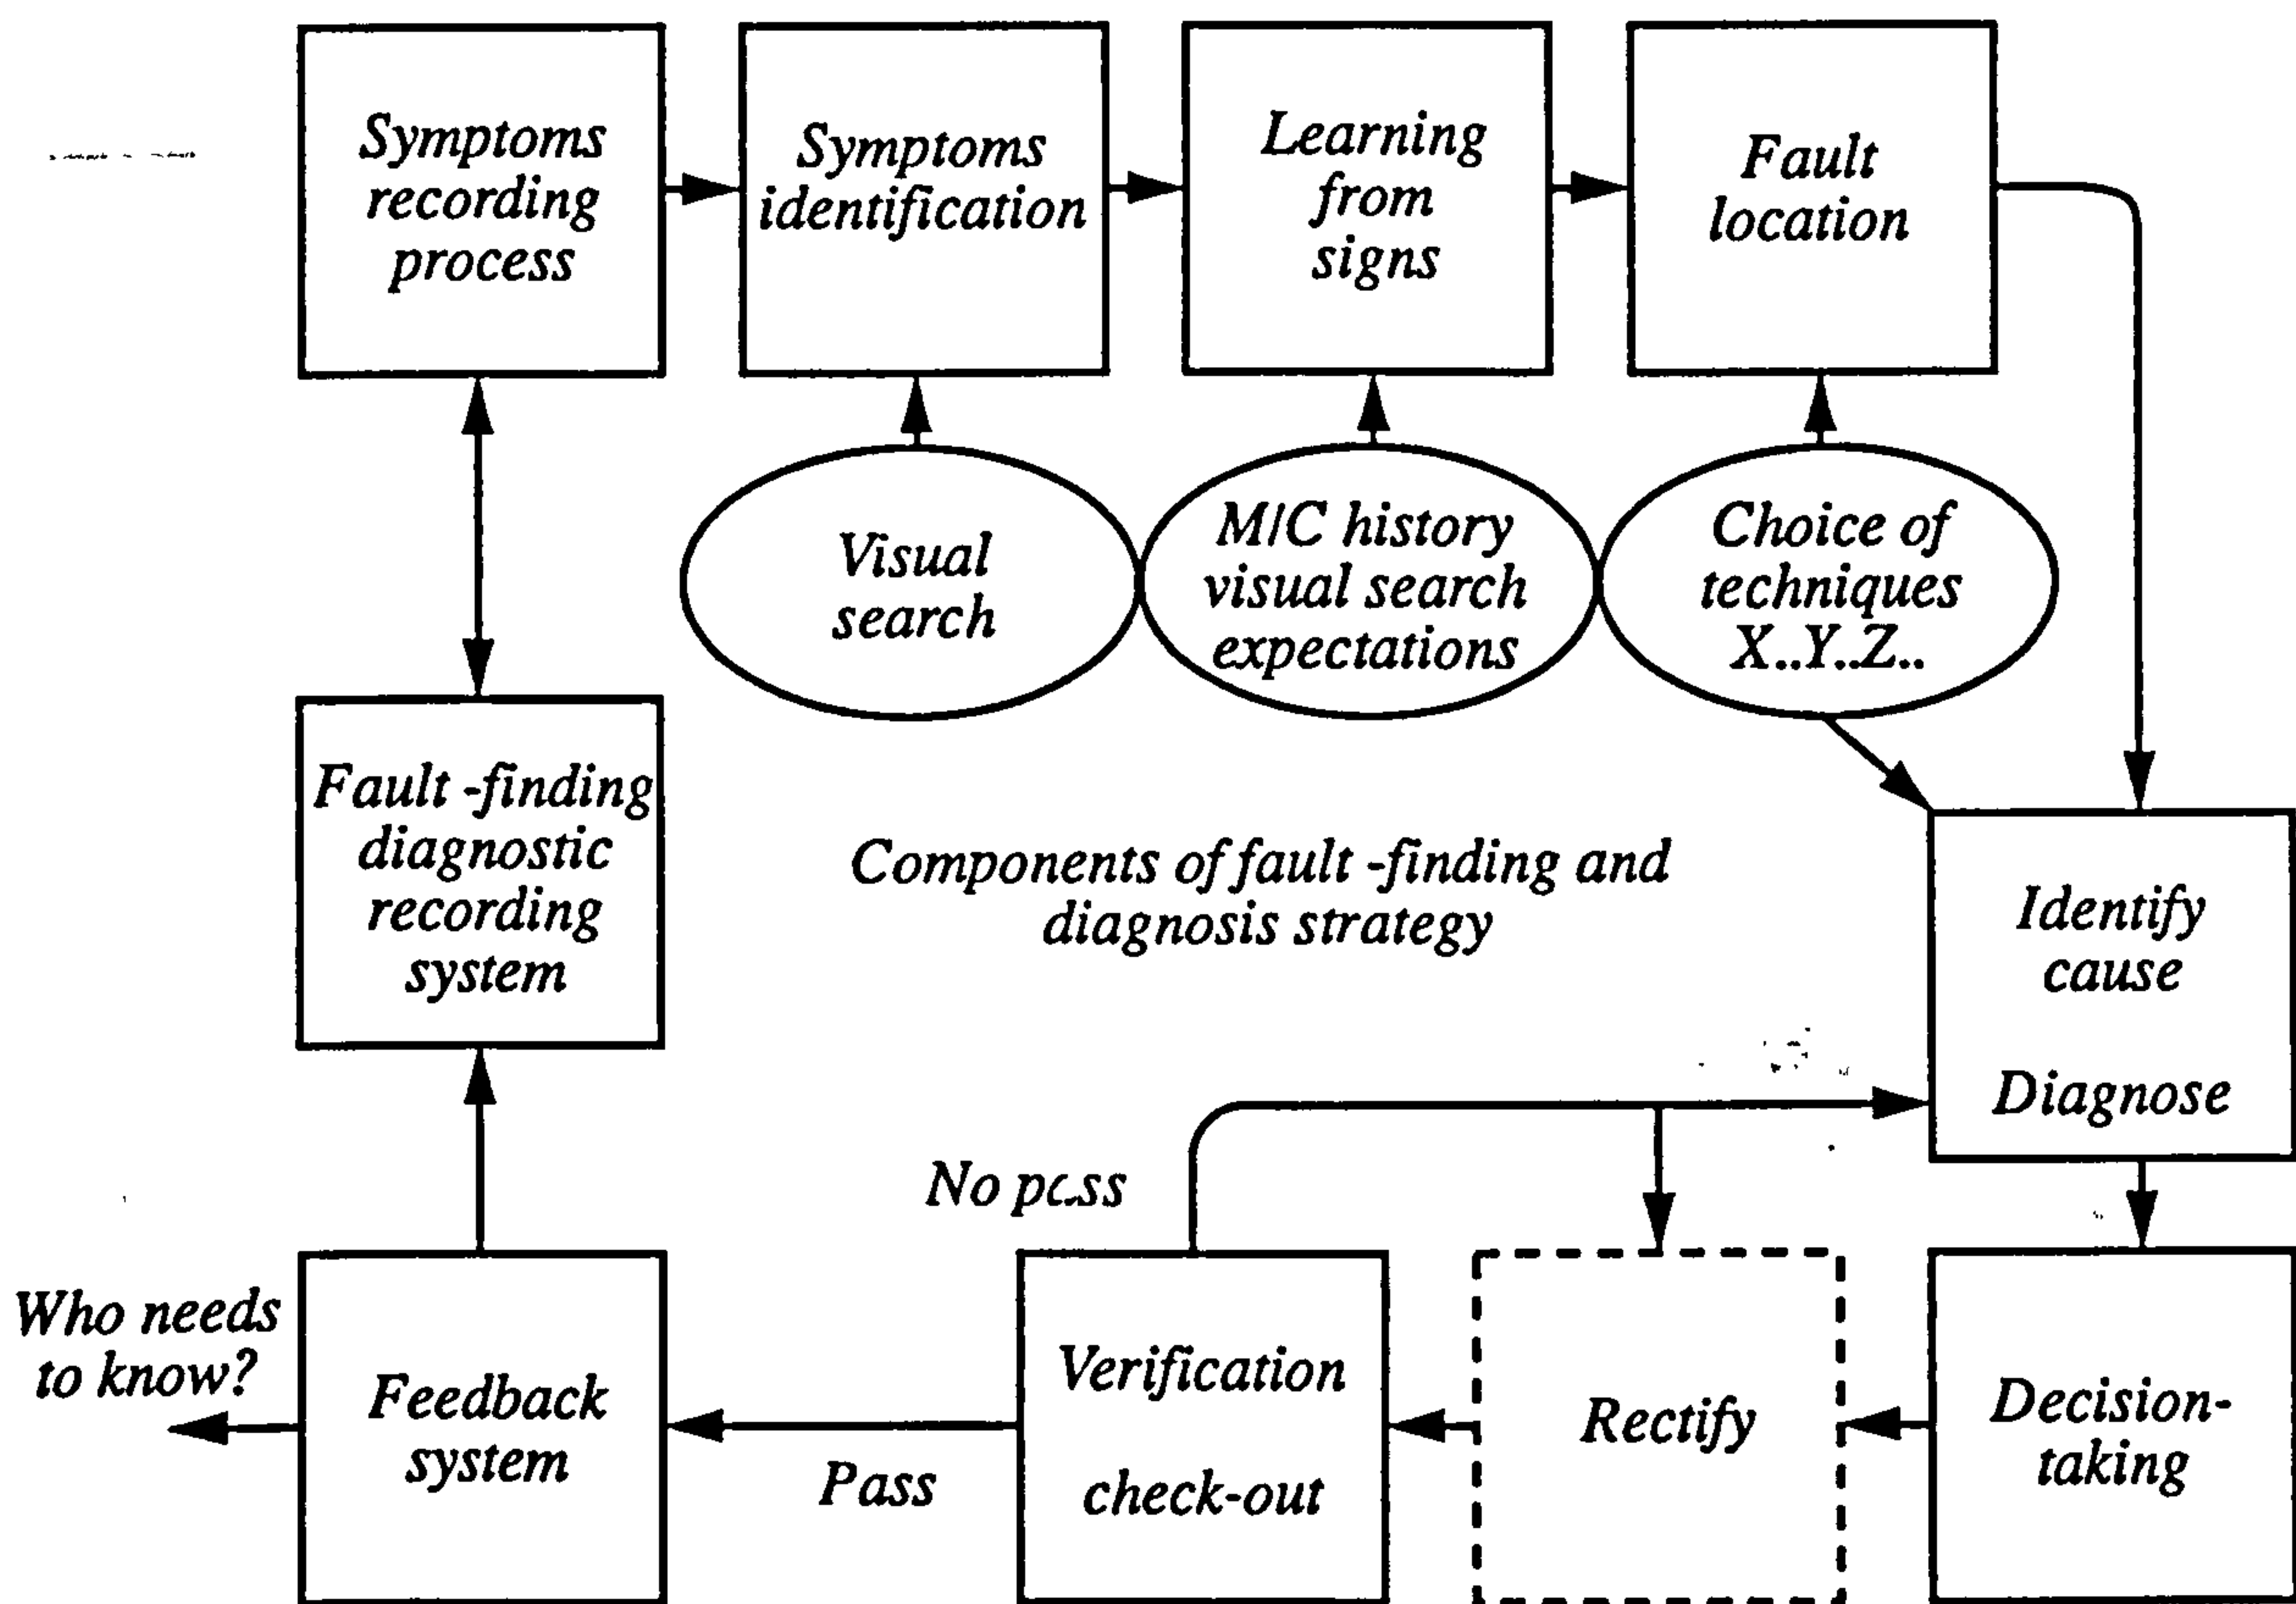 Symptoms
recording
process
Symptoms
identification
Learning
from
signs
Fault
location
Visual
search
M/C history
visual search
expectations
Choice of
techniques
X..Y..Z..
Fault -finding
diagnostic
recording
system
Components of fault -finding and
diagnosis strategy
Identify
cause
Diagnose
No pass
Who needs
to know?
Feedback
system
Pass
Verification
check-out
Rectify
Decision-
taking